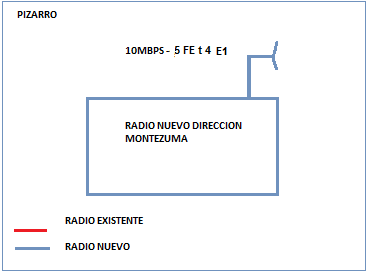 PIZARRO
10MBPS - 5 FE t 4 E1
RADIO NUEVO DIRECCION
MONTEZUMA
RADIO EXISTENTE
RADIO NUEVO